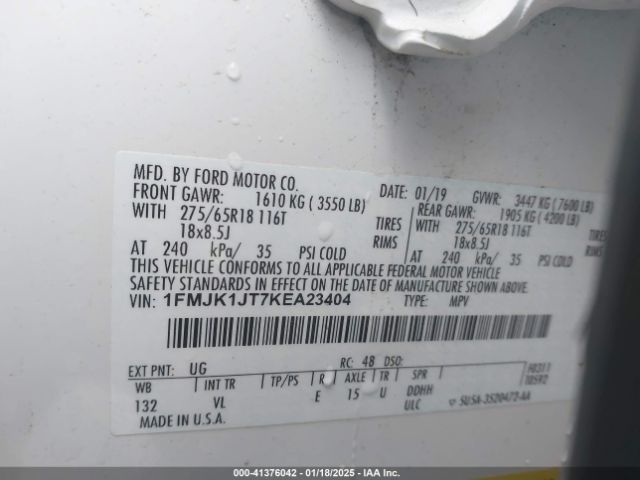 MFD. BY FORD MOTOR CO.
DATE: 01/19 GVWR: 3447 KG (7600 LB)
FRONT GAWR: 1610 KG (3550 LB) REAR GAWR: 1905 KG (4200 LB)
WITH 275/65R18 116T TIRES WITH 275/65R18 116T
18x8.5J RIMS 18x8.5J
AT 240 kPa/ 35 PSI COLD AT 240 kPa/ 35 PSI COLD
THIS VEHICLE CONFORMS TO ALL APPLICABLE FEDERAL MOTOR VEHICLE
SAFETY STANDARDS IN EFFECT ON THE DATE OF MANUFACTURE SHOWN ABOVE.
VIN: 1FMJK1JT7KEA23404 TYPE: MPV
EXT PNT: UG RC: 48 DSO:
WB INT TR TP/PS R AXLE TR SPR
132 VL E 15 U DDHH
ULC
MADE IN U.S.A.
000-41376042 | 01/18/2025 | IAA Inc.